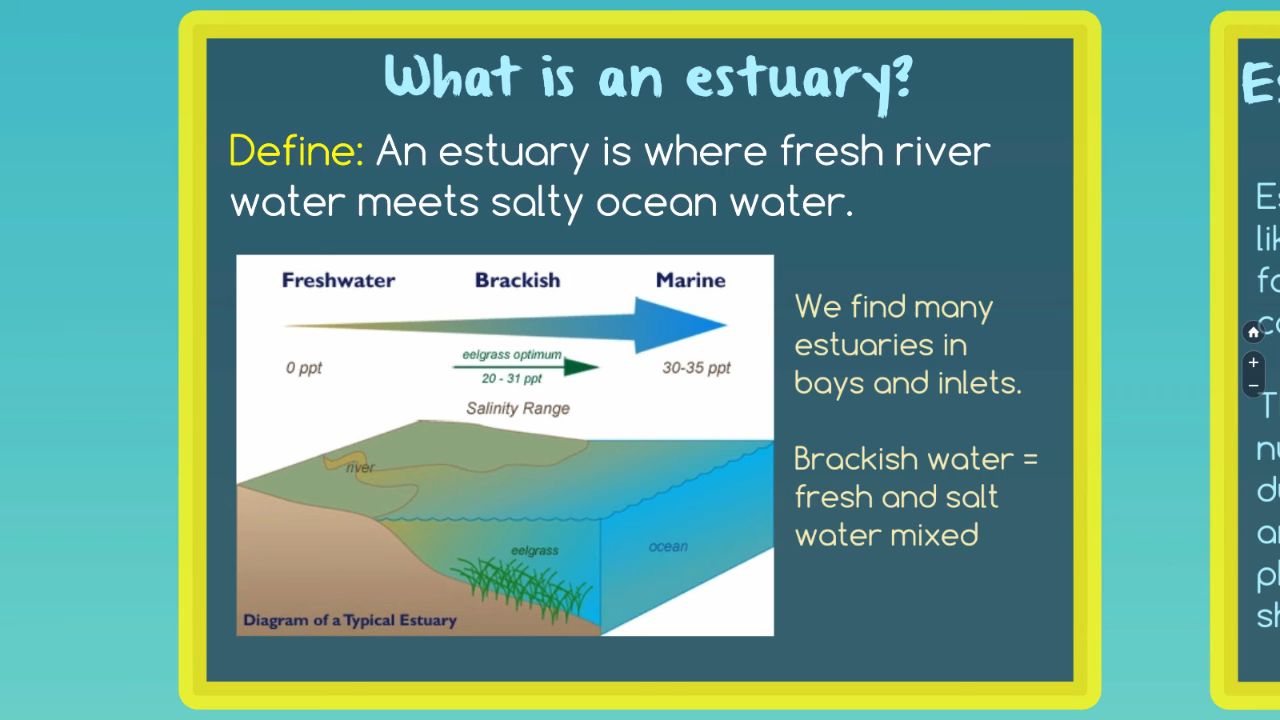 What is an estuary?
Define: An estuary is where fresh river
water meets salty ocean water.
Freshwater Brackish Marine
eelgrass optimum
0 ppt 20 - 31 ppt 30-35 ppt
Salinity Range
river
eelgrass ocean
Diagram of a Typical Estuary
We find many
estuaries in
bays and inlets.
Brackish water =
fresh and salt
water mixed
+
−